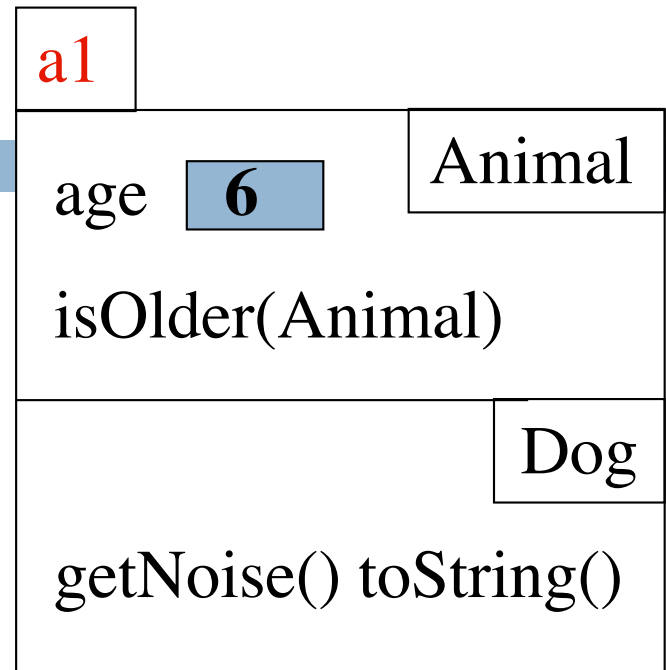 a1
Animal
age 6
isOlder(Animal)
Dog
getNoise() toString()